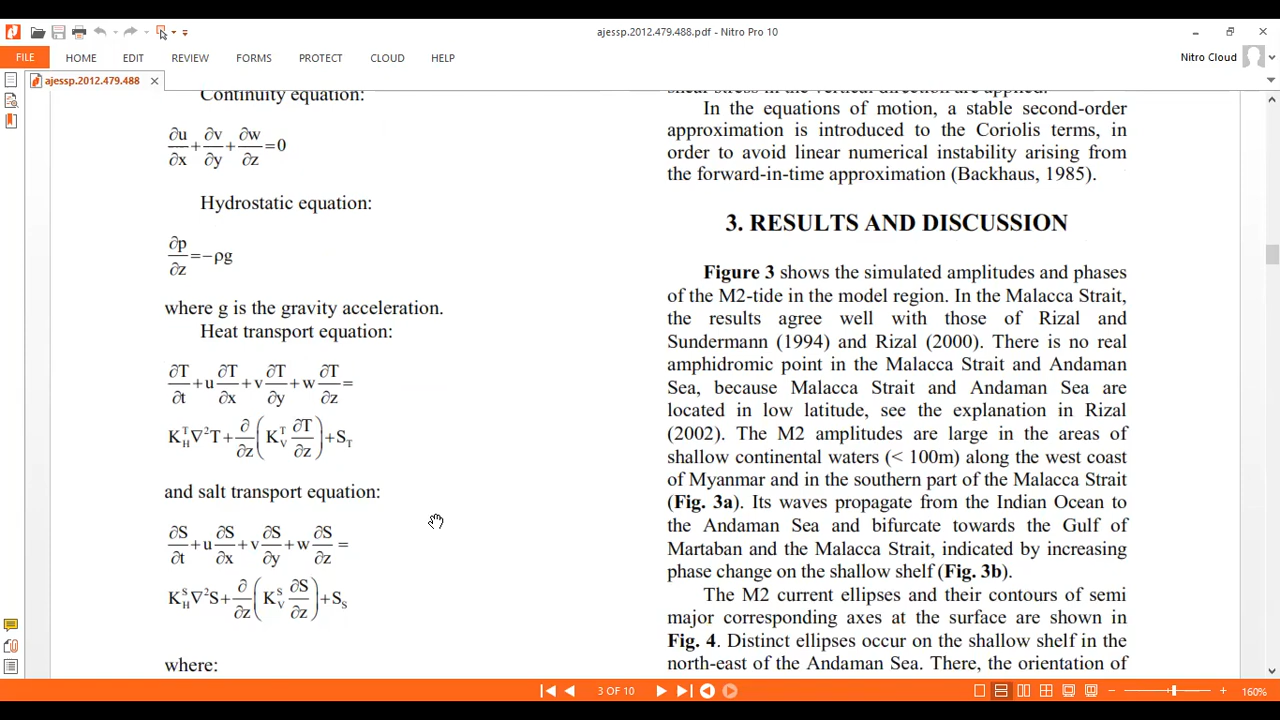 ajessp.2012.479.488.pdf - Nitro Pro 10
FILE HOME EDIT REVIEW FORMS PROTECT CLOUD HELP Nitro Cloud
ajessp.2012.479.488
Continuity equation:
∂u/∂x + ∂v/∂y + ∂w/∂z = 0
Hydrostatic equation:
∂p/∂z = −ρg
where g is the gravity acceleration.
Heat transport equation:
∂T/∂t + u ∂T/∂x + v ∂T/∂y + w ∂T/∂z =
K_H^T ∇²T + ∂/∂z (K_V^T ∂T/∂z) + S_T
and salt transport equation:
∂S/∂t + u ∂S/∂x + v ∂S/∂y + w ∂S/∂z =
K_H^S ∇²S + ∂/∂z (K_V^S ∂S/∂z) + S_S
where:
shear stress in the vertical direction are applied.
In the equations of motion, a stable second-order
approximation is introduced to the Coriolis terms, in
order to avoid linear numerical instability arising from
the forward-in-time approximation (Backhaus, 1985).
3. RESULTS AND DISCUSSION
Figure 3 shows the simulated amplitudes and phases
of the M2-tide in the model region. In the Malacca Strait,
the results agree well with those of Rizal and
Sundermann (1994) and Rizal (2000). There is no real
amphidromic point in the Malacca Strait and Andaman
Sea, because Malacca Strait and Andaman Sea are
located in low latitude, see the explanation in Rizal
(2002). The M2 amplitudes are large in the areas of
shallow continental waters (< 100m) along the west coast
of Myanmar and in the southern part of the Malacca Strait
(Fig. 3a). Its waves propagate from the Indian Ocean to
the Andaman Sea and bifurcate towards the Gulf of
Martaban and the Malacca Strait, indicated by increasing
phase change on the shallow shelf (Fig. 3b).
The M2 current ellipses and their contours of semi
major corresponding axes at the surface are shown in
Fig. 4. Distinct ellipses occur on the shallow shelf in the
north-east of the Andaman Sea. There, the orientation of
3 OF 10
160%